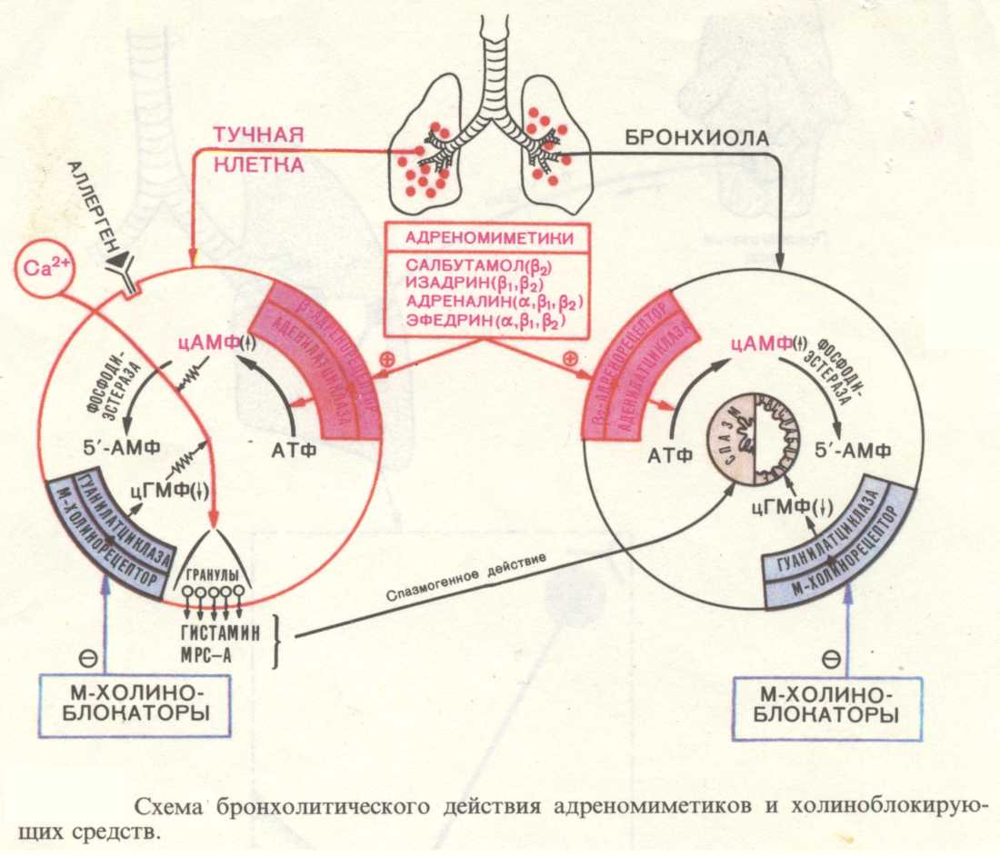 ТУЧНАЯ
КЛЕТКА
БРОНХИОЛА
АЛЛЕРГЕН
Ca²⁺
АДРЕНОМИМЕТИКИ
САЛБУТАМОЛ(β₂)
ИЗАДРИН(β₁,β₂)
АДРЕНАЛИН(α,β₁,β₂)
ЭФЕДРИН(α,β₁,β₂)
β-АДРЕНОРЕЦЕПТОР
АДЕНИЛАТЦИКЛАЗА
⊕
цАМФ(↑)
ФОСФОДИ-
ЭСТЕРАЗА
5′-АМФ
АТФ
цГМФ(↓)
ГУАНИЛАТЦИКЛАЗА
М-ХОЛИНОРЕЦЕПТОР
ГРАНУЛЫ
ГИСТАМИН
МРС-А
Спазмогенное действие
⊖
М-ХОЛИНО-
БЛОКАТОРЫ
⊕
β₂-АДРЕНОРЕЦЕПТОР
АДЕНИЛАТЦИКЛАЗА
цАМФ(↑)
ФОСФОДИ-
ЭСТЕРАЗА
СПАЗМ
РАССЛАБЛЕНИЕ
АТФ
5′-АМФ
цГМФ(↓)
ГУАНИЛАТЦИКЛАЗА
М-ХОЛИНОРЕЦЕПТОР
⊖
М-ХОЛИНО-
БЛОКАТОРЫ
Схема бронхолитического действия адреномиметиков и холиноблокирую-
щих средств.